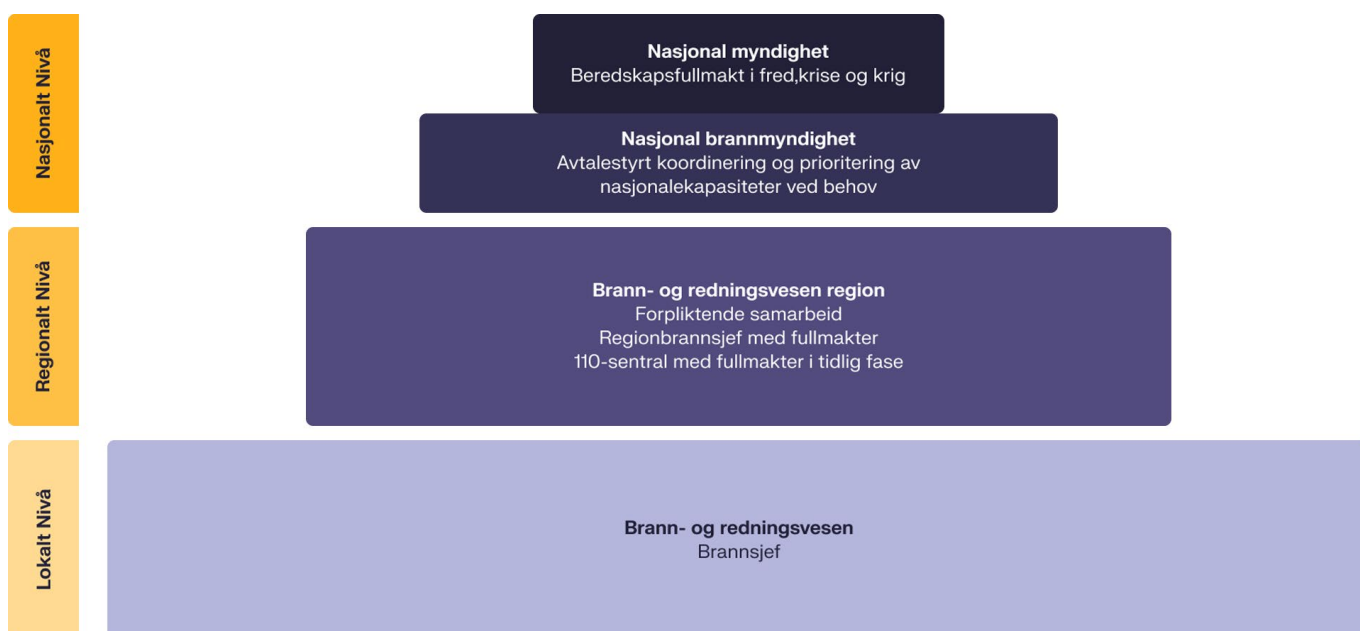 Nasjonalt Nivå
Nasjonal myndighet
Beredskapsfullmakt i fred,krise og krig
Nasjonal brannmyndighet
Avtalestyrt koordinering og prioritering av
nasjonalekapasiteter ved behov
Regionalt Nivå
Brann- og redningsvesen region
Forpliktende samarbeid
Regionbrannsjef med fullmakter
110-sentral med fullmakter i tidlig fase
Lokalt Nivå
Brann- og redningsvesen
Brannsjef